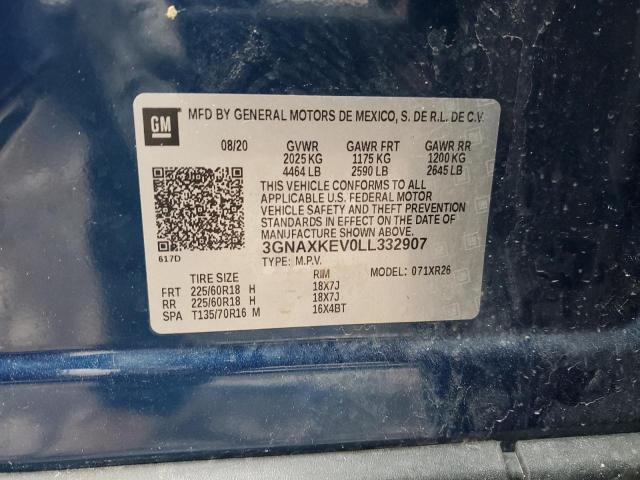 GM
MFD BY GENERAL MOTORS DE MEXICO, S. DE R.L. DE C.V.
08/20 GVWR GAWR FRT GAWR RR
2025 KG 1175 KG 1200 KG
4464 LB 2590 LB 2645 LB
THIS VEHICLE CONFORMS TO ALL
APPLICABLE U.S. FEDERAL MOTOR
VEHICLE SAFETY AND THEFT PREVENTION
STANDARDS IN EFFECT ON THE DATE OF
MANUFACTURE SHOWN ABOVE.
617D 3GNAXKEV0LL332907
TYPE: M.P.V. MODEL: 071XR26
TIRE SIZE RIM
FRT 225/60R18 H 18X7J
RR 225/60R18 H 18X7J
SPA T135/70R16 M 16X4BT